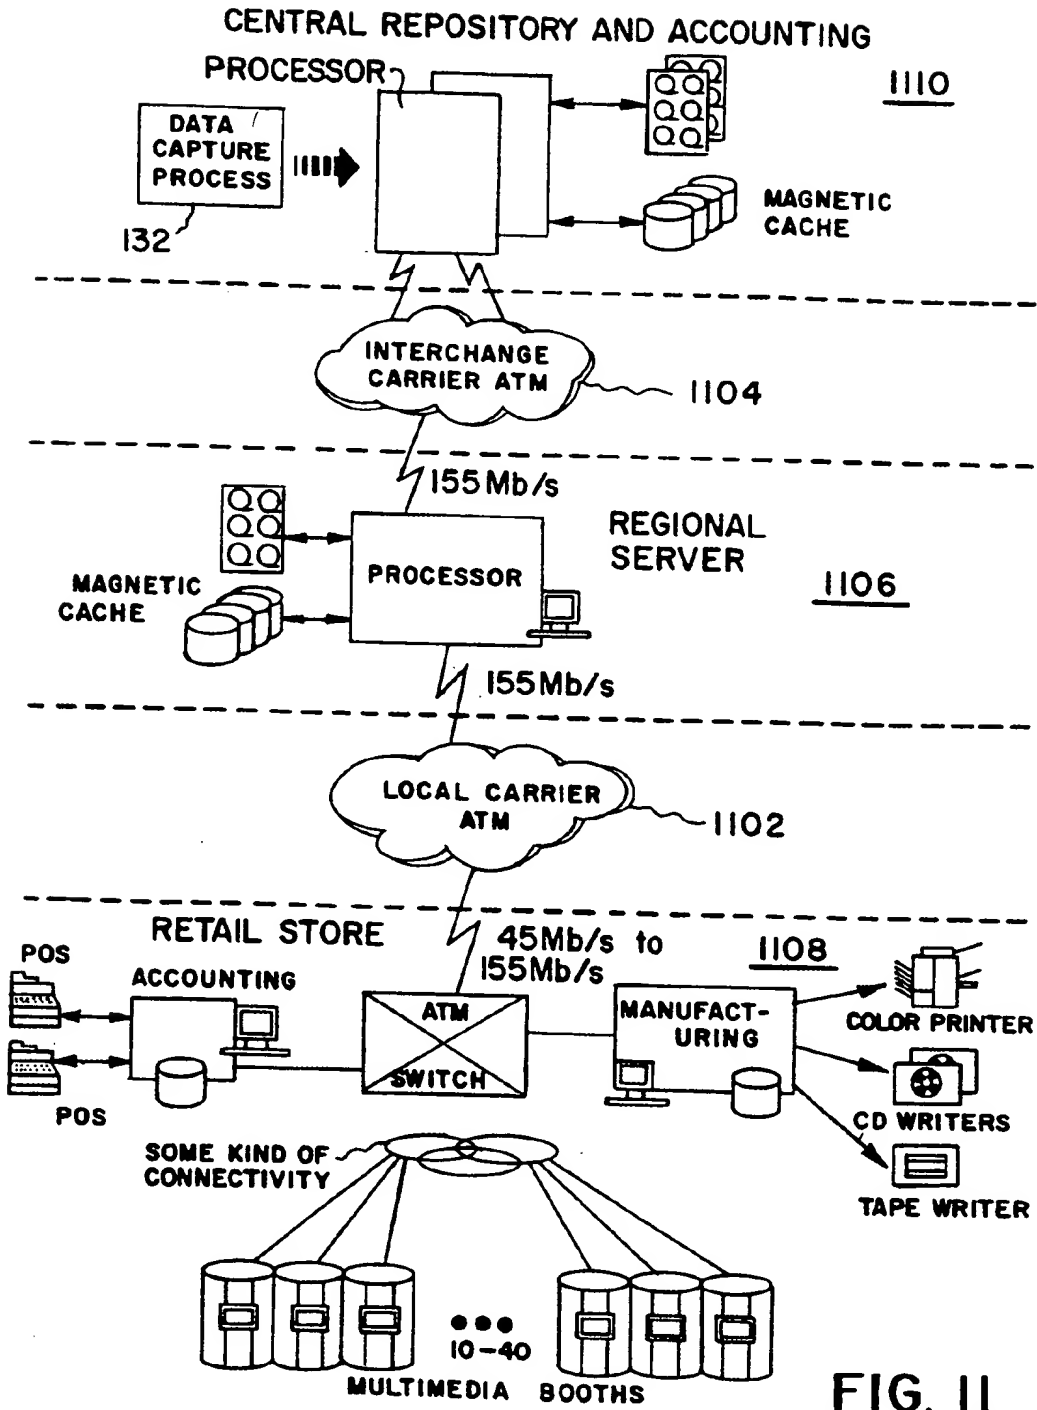 CENTRAL REPOSITORY AND ACCOUNTING
PROCESSOR
1110
DATA
CAPTURE
PROCESS
132
MAGNETIC
CACHE
INTERCHANGE
CARRIER ATM
1104
155Mb/s
REGIONAL
SERVER
PROCESSOR
MAGNETIC
CACHE
1106
155Mb/s
LOCAL CARRIER
ATM
1102
RETAIL STORE
45Mb/s to
155Mb/s
1108
POS
ACCOUNTING
ATM
SWITCH
MANUFACT-
URING
COLOR PRINTER
POS
CD WRITERS
SOME KIND OF
CONNECTIVITY
TAPE WRITER
10-40
MULTIMEDIA BOOTHS
FIG. 11